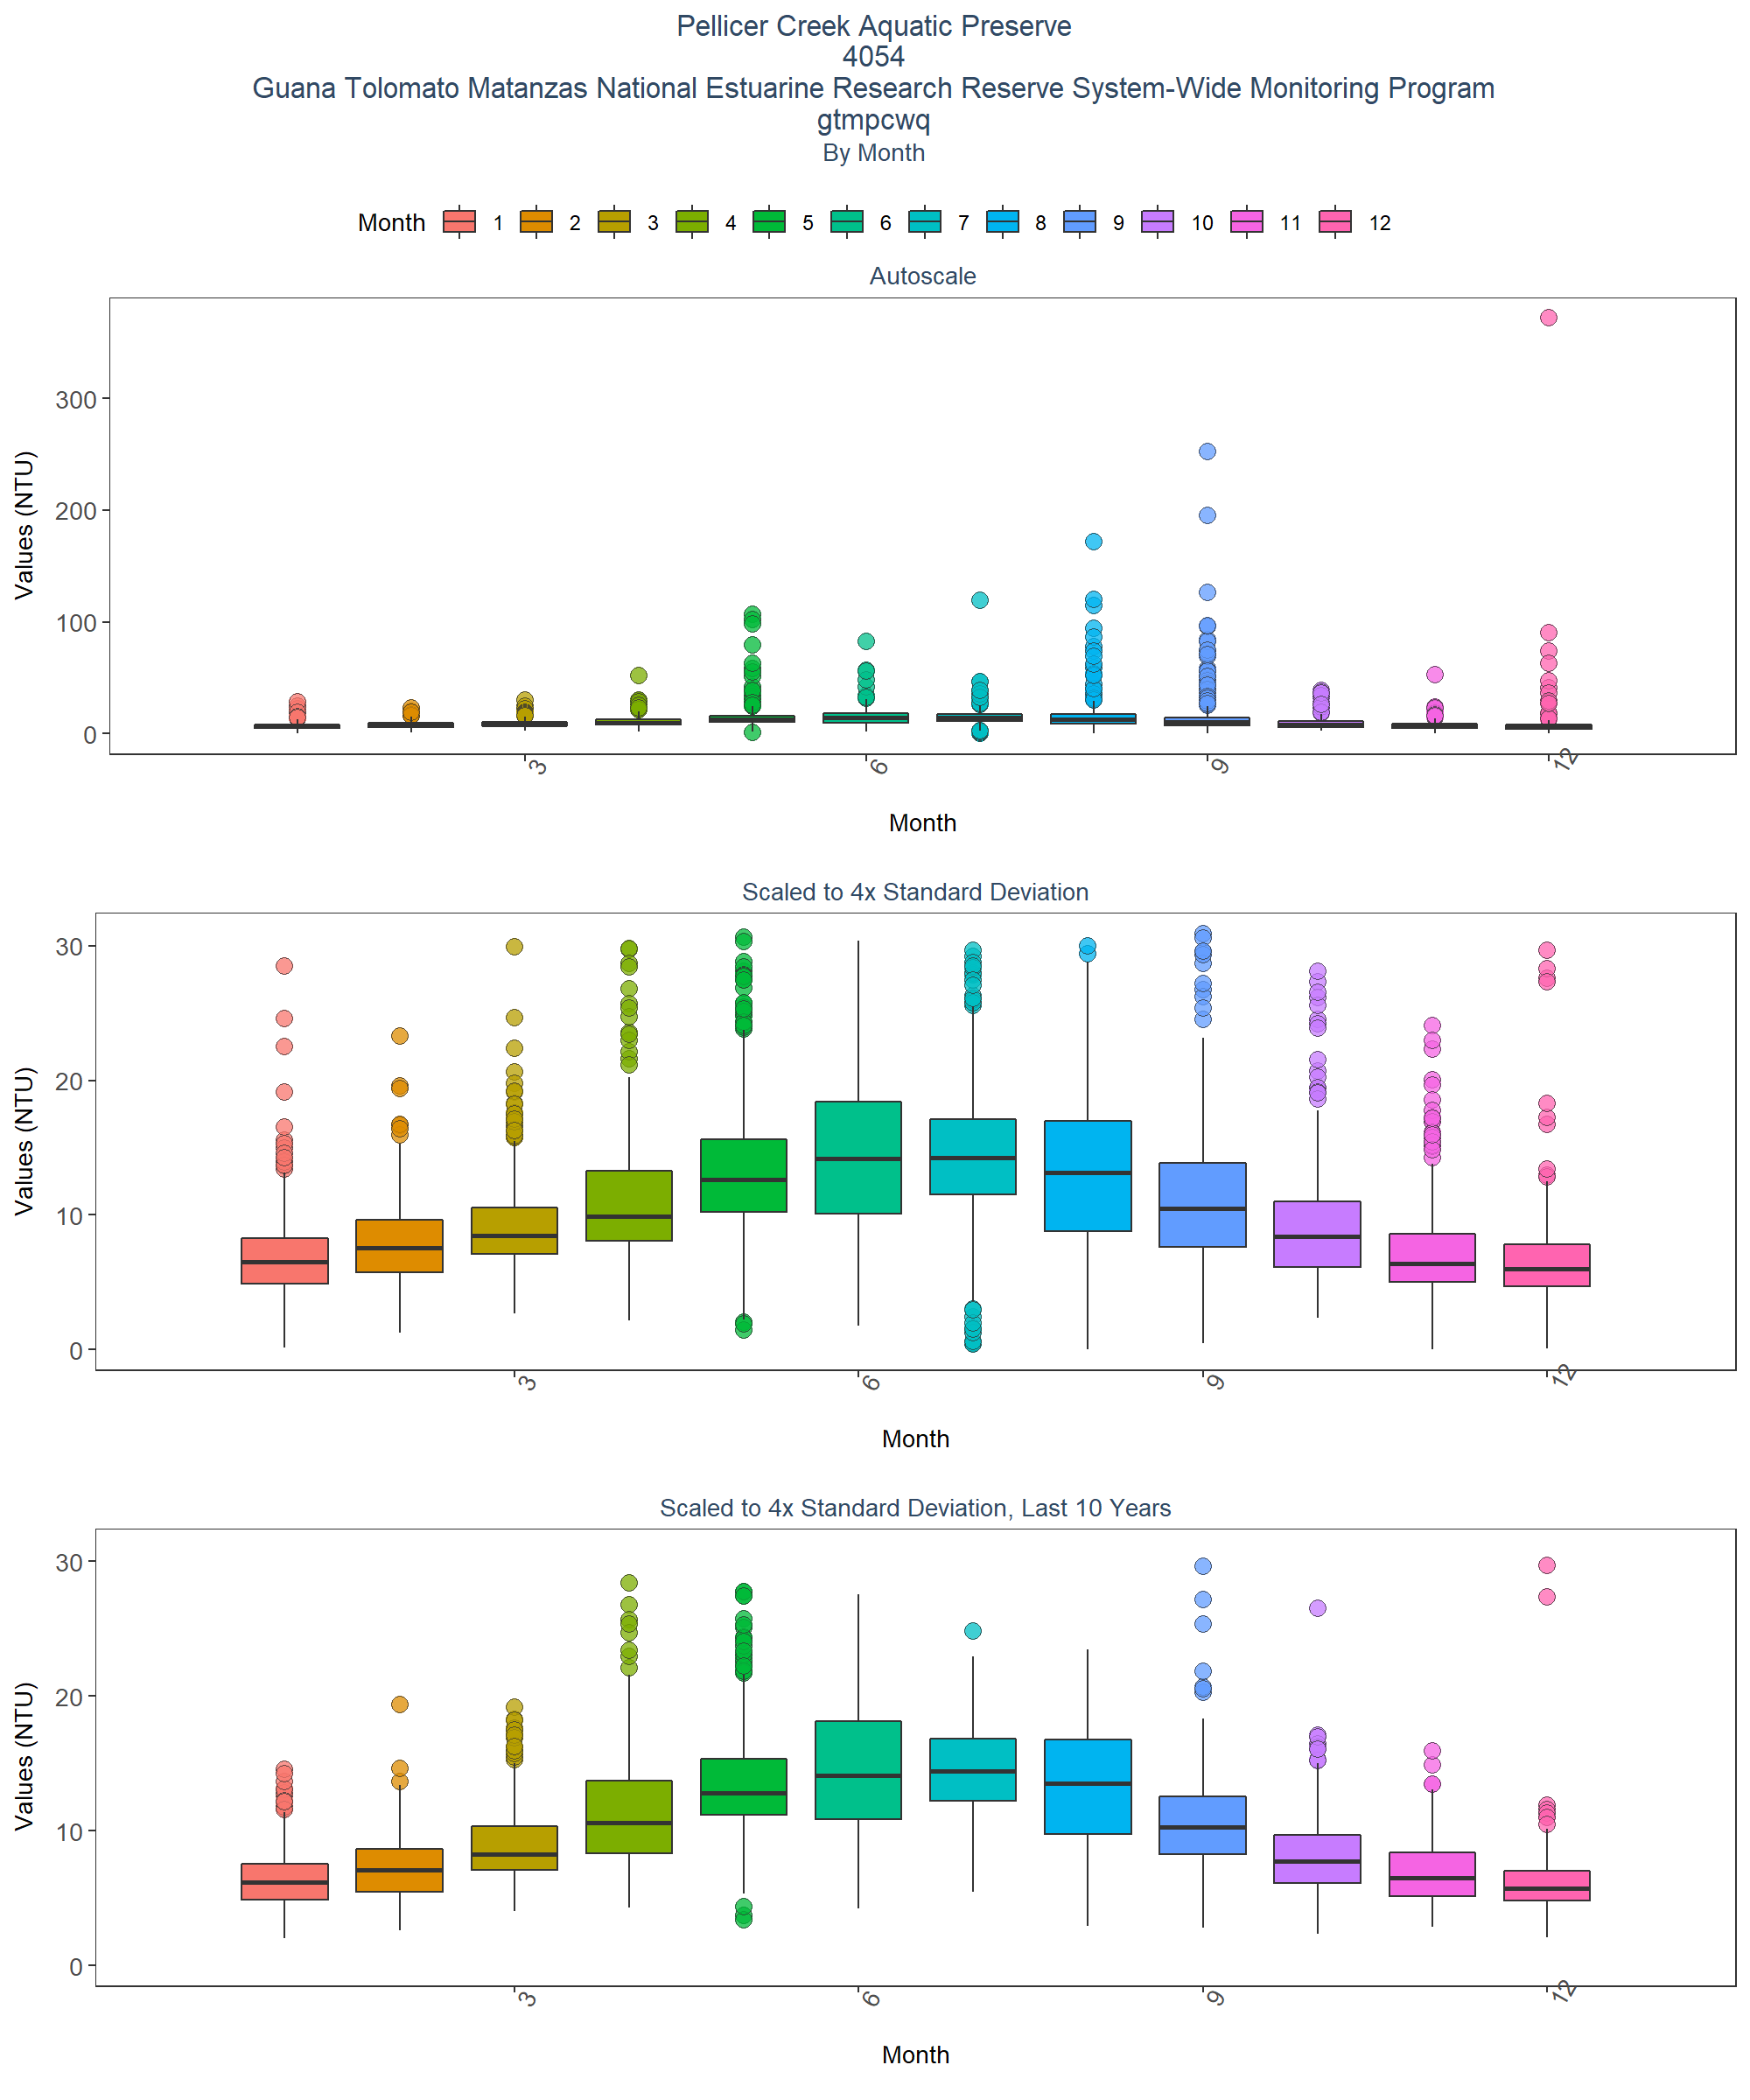 Pellicer Creek Aquatic Preserve
4054
Guana Tolomato Matanzas National Estuarine Research Reserve System-Wide Monitoring Program
gtmpcwq
By Month
Month 1 2 3 4 5 6 7 8 9 10 11 12
Autoscale
Values (NTU)
300
200
100
0
3 6 9 12
Month
Scaled to 4x Standard Deviation
Values (NTU)
30
20
10
0
3 6 9 12
Month
Scaled to 4x Standard Deviation, Last 10 Years
Values (NTU)
30
20
10
0
3 6 9 12
Month